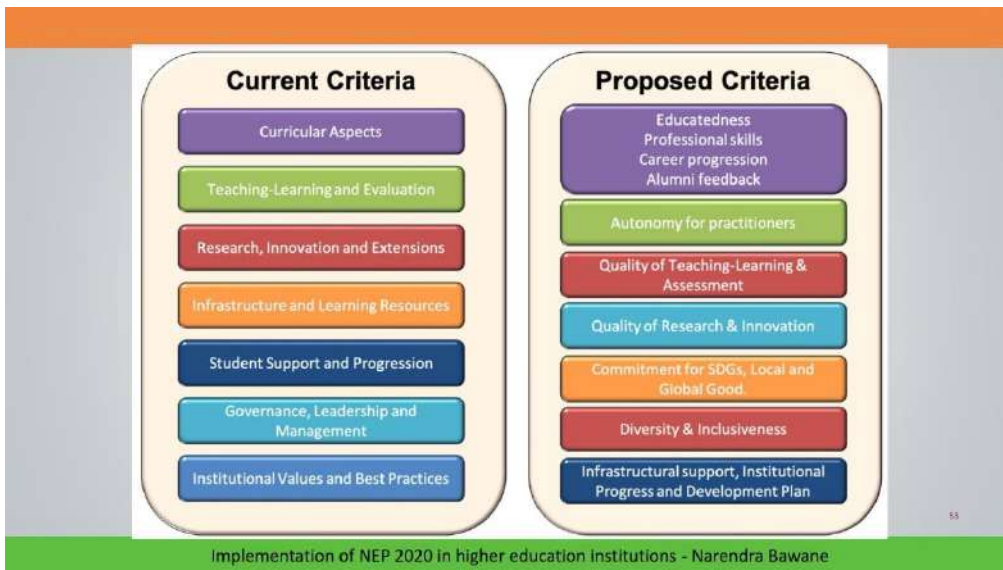 Current Criteria
Curricular Aspects
Teaching-Learning and Evaluation
Research, Innovation and Extensions
Infrastructure and Learning Resources
Student Support and Progression
Governance, Leadership and
Management
Institutional Values and Best Practices
Proposed Criteria
Educatedness
Professional skills
Career progression
Alumni feedback
Autonomy for practitioners
Quality of Teaching-Learning &
Assessment
Quality of Research & Innovation
Commitment for SDGs, Local and
Global Good.
Diversity & Inclusiveness
Infrastructural support, Institutional
Progress and Development Plan
Implementation of NEP 2020 in higher education institutions - Narendra Bawane